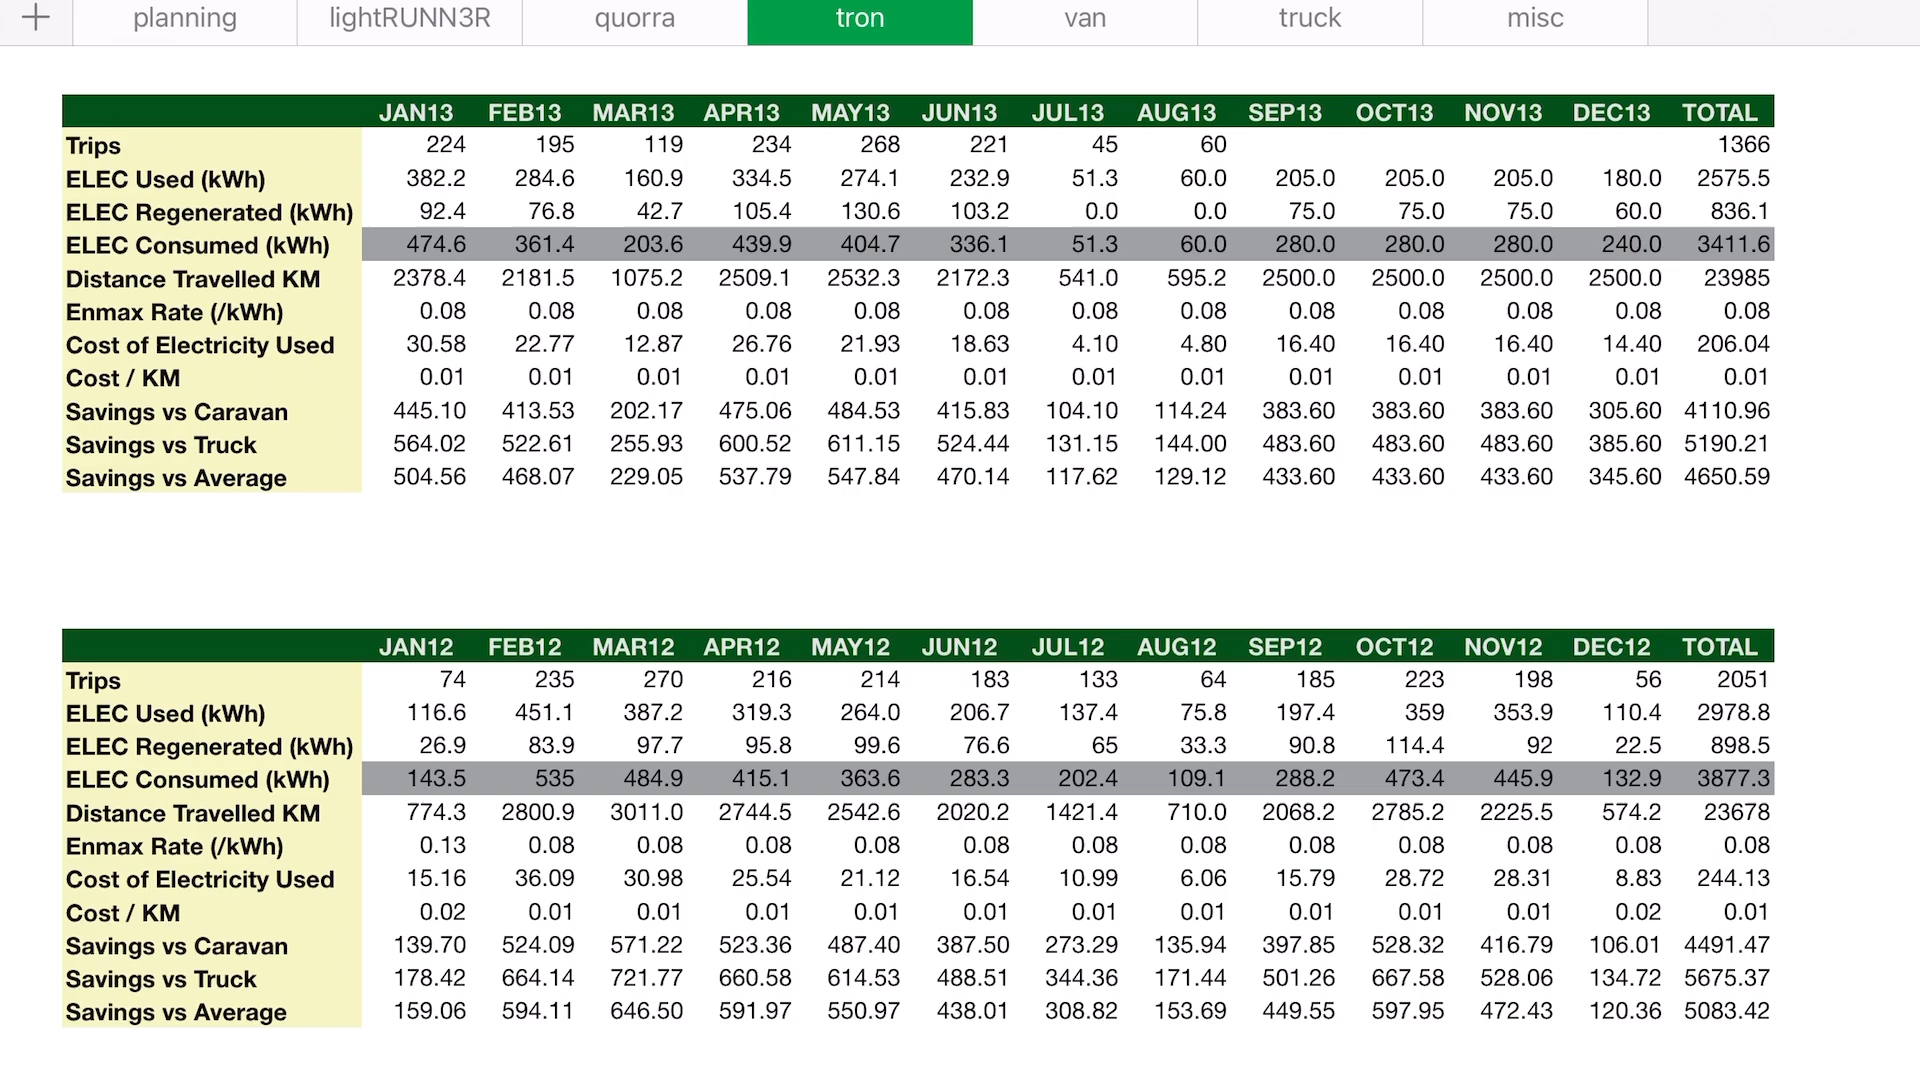 + planning lightRUNN3R quorra tron van truck misc
JAN13 FEB13 MAR13 APR13 MAY13 JUN13 JUL13 AUG13 SEP13 OCT13 NOV13 DEC13 TOTAL
Trips 224 195 119 234 268 221 45 60 1366
ELEC Used (kWh) 382.2 284.6 160.9 334.5 274.1 232.9 51.3 60.0 205.0 205.0 205.0 180.0 2575.5
ELEC Regenerated (kWh) 92.4 76.8 42.7 105.4 130.6 103.2 0.0 0.0 75.0 75.0 75.0 60.0 836.1
ELEC Consumed (kWh) 474.6 361.4 203.6 439.9 404.7 336.1 51.3 60.0 280.0 280.0 280.0 240.0 3411.6
Distance Travelled KM 2378.4 2181.5 1075.2 2509.1 2532.3 2172.3 541.0 595.2 2500.0 2500.0 2500.0 2500.0 23985
Enmax Rate (/kWh) 0.08 0.08 0.08 0.08 0.08 0.08 0.08 0.08 0.08 0.08 0.08 0.08 0.08
Cost of Electricity Used 30.58 22.77 12.87 26.76 21.93 18.63 4.10 4.80 16.40 16.40 16.40 14.40 206.04
Cost / KM 0.01 0.01 0.01 0.01 0.01 0.01 0.01 0.01 0.01 0.01 0.01 0.01 0.01
Savings vs Caravan 445.10 413.53 202.17 475.06 484.53 415.83 104.10 114.24 383.60 383.60 383.60 305.60 4110.96
Savings vs Truck 564.02 522.61 255.93 600.52 611.15 524.44 131.15 144.00 483.60 483.60 483.60 385.60 5190.21
Savings vs Average 504.56 468.07 229.05 537.79 547.84 470.14 117.62 129.12 433.60 433.60 433.60 345.60 4650.59
JAN12 FEB12 MAR12 APR12 MAY12 JUN12 JUL12 AUG12 SEP12 OCT12 NOV12 DEC12 TOTAL
Trips 74 235 270 216 214 183 133 64 185 223 198 56 2051
ELEC Used (kWh) 116.6 451.1 387.2 319.3 264.0 206.7 137.4 75.8 197.4 359 353.9 110.4 2978.8
ELEC Regenerated (kWh) 26.9 83.9 97.7 95.8 99.6 76.6 65 33.3 90.8 114.4 92 22.5 898.5
ELEC Consumed (kWh) 143.5 535 484.9 415.1 363.6 283.3 202.4 109.1 288.2 473.4 445.9 132.9 3877.3
Distance Travelled KM 774.3 2800.9 3011.0 2744.5 2542.6 2020.2 1421.4 710.0 2068.2 2785.2 2225.5 574.2 23678
Enmax Rate (/kWh) 0.13 0.08 0.08 0.08 0.08 0.08 0.08 0.08 0.08 0.08 0.08 0.08 0.08
Cost of Electricity Used 15.16 36.09 30.98 25.54 21.12 16.54 10.99 6.06 15.79 28.72 28.31 8.83 244.13
Cost / KM 0.02 0.01 0.01 0.01 0.01 0.01 0.01 0.01 0.01 0.01 0.01 0.02 0.01
Savings vs Caravan 139.70 524.09 571.22 523.36 487.40 387.50 273.29 135.94 397.85 528.32 416.79 106.01 4491.47
Savings vs Truck 178.42 664.14 721.77 660.58 614.53 488.51 344.36 171.44 501.26 667.58 528.06 134.72 5675.37
Savings vs Average 159.06 594.11 646.50 591.97 550.97 438.01 308.82 153.69 449.55 597.95 472.43 120.36 5083.42